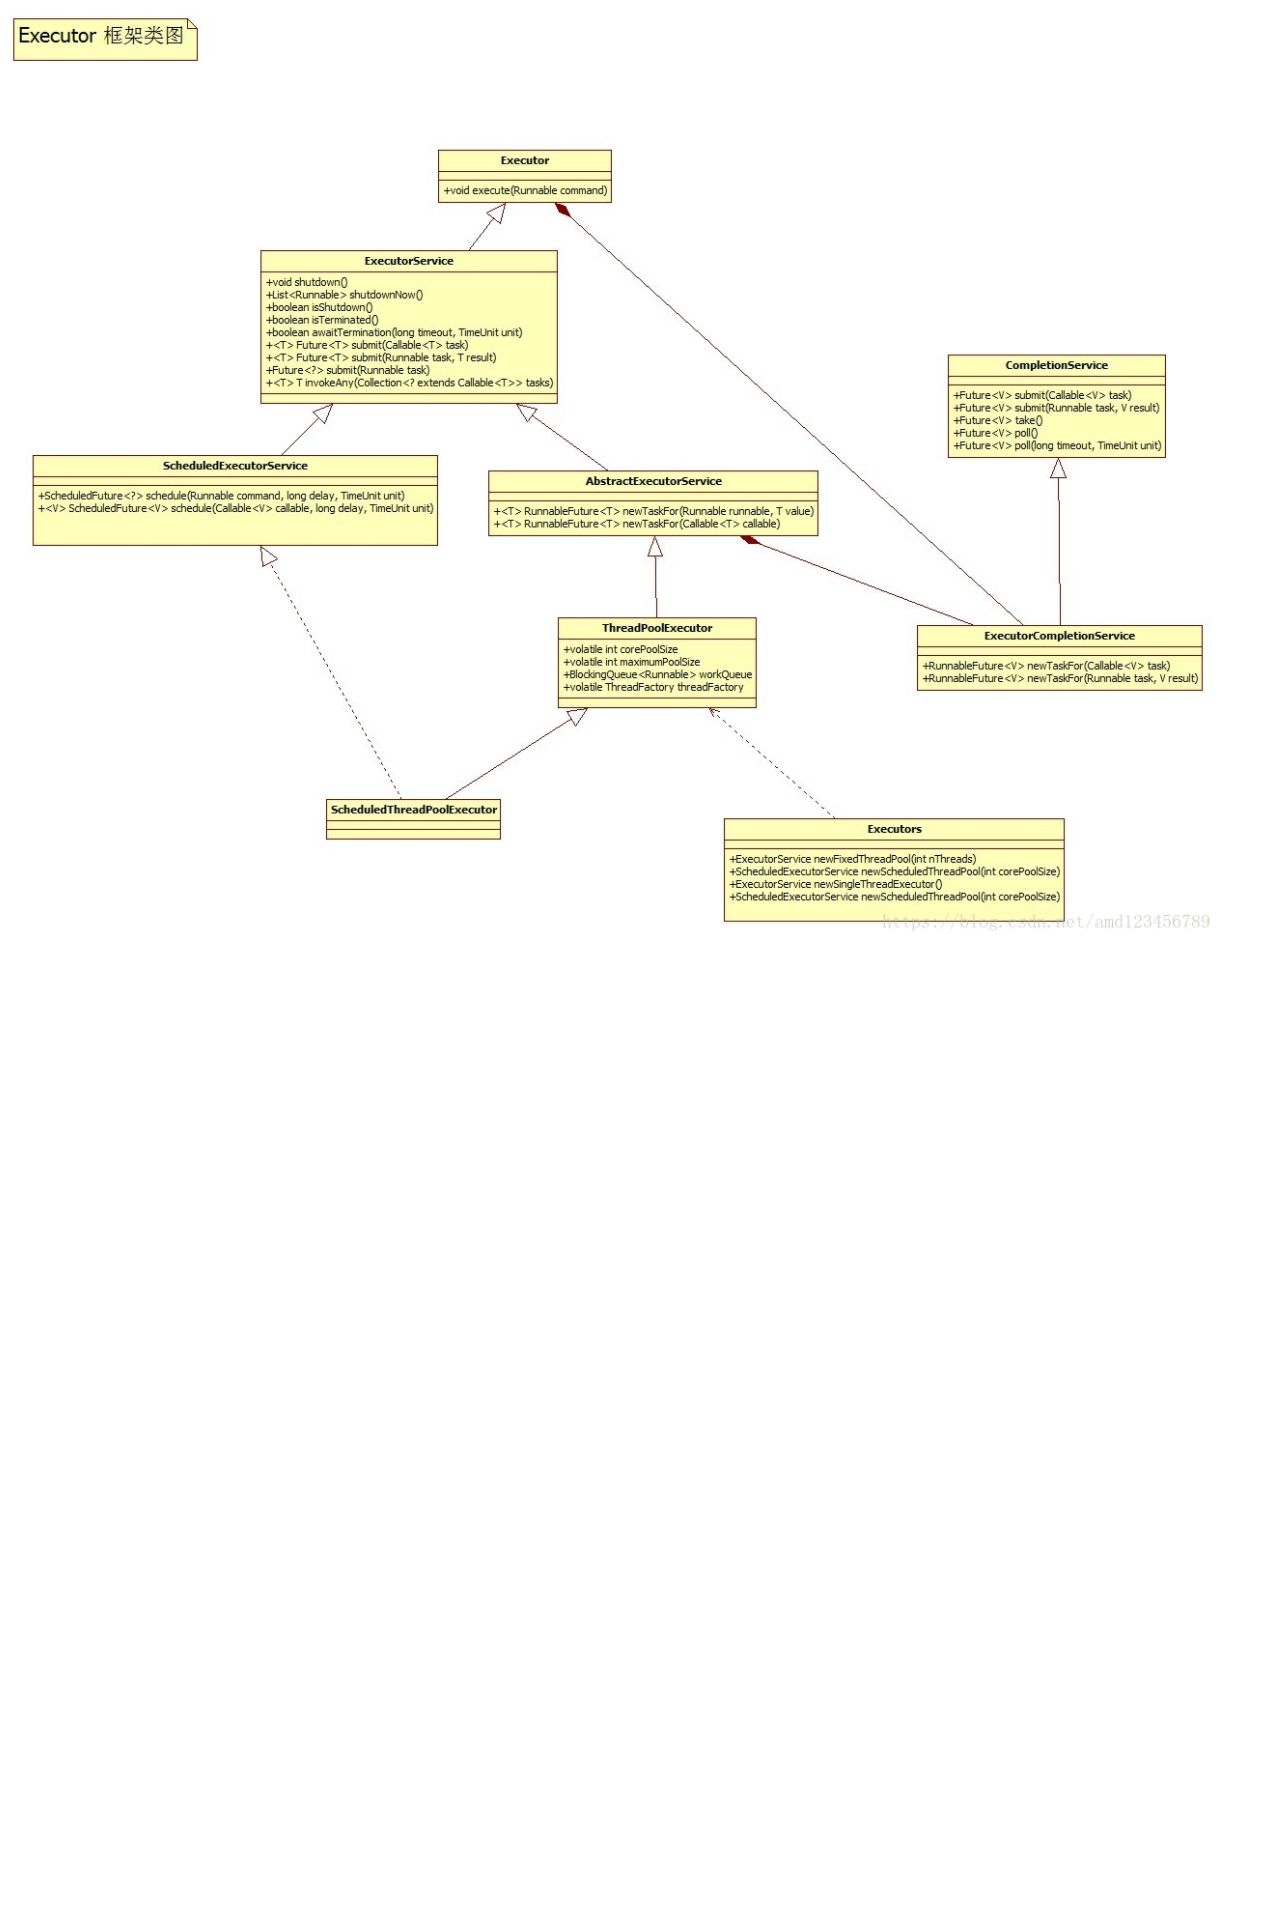 Executor 框架类图
Executor
+void execute(Runnable command)
ExecutorService
+void shutdown()
+List<Runnable> shutdownNow()
+boolean isShutdown()
+boolean isTerminated()
+boolean awaitTermination(long timeout, TimeUnit unit)
+<T> Future<T> submit(Callable<T> task)
+<T> Future<T> submit(Runnable task, T result)
+Future<?> submit(Runnable task)
+<T> T invokeAny(Collection<? extends Callable<T>> tasks)
CompletionService
+Future<V> submit(Callable<V> task)
+Future<V> submit(Runnable task, V result)
+Future<V> take()
+Future<V> poll()
+Future<V> poll(long timeout, TimeUnit unit)
ScheduledExecutorService
+ScheduledFuture<?> schedule(Runnable command, long delay, TimeUnit unit)
+<V> ScheduledFuture<V> schedule(Callable<V> callable, long delay, TimeUnit unit)
AbstractExecutorService
+<T> RunnableFuture<T> newTaskFor(Runnable runnable, T value)
+<T> RunnableFuture<T> newTaskFor(Callable<T> callable)
ThreadPoolExecutor
+volatile int corePoolSize
+volatile int maximumPoolSize
+BlockingQueue<Runnable> workQueue
+volatile ThreadFactory threadFactory
ExecutorCompletionService
+RunnableFuture<V> newTaskFor(Callable<V> task)
+RunnableFuture<V> newTaskFor(Runnable task, V result)
ScheduledThreadPoolExecutor
Executors
+ExecutorService newFixedThreadPool(int nThreads)
+ScheduledExecutorService newScheduledThreadPool(int corePoolSize)
+ExecutorService newSingleThreadExecutor()
+ScheduledExecutorService newScheduledThreadPool(int corePoolSize)
https://blog.csdn.net/amd123456789